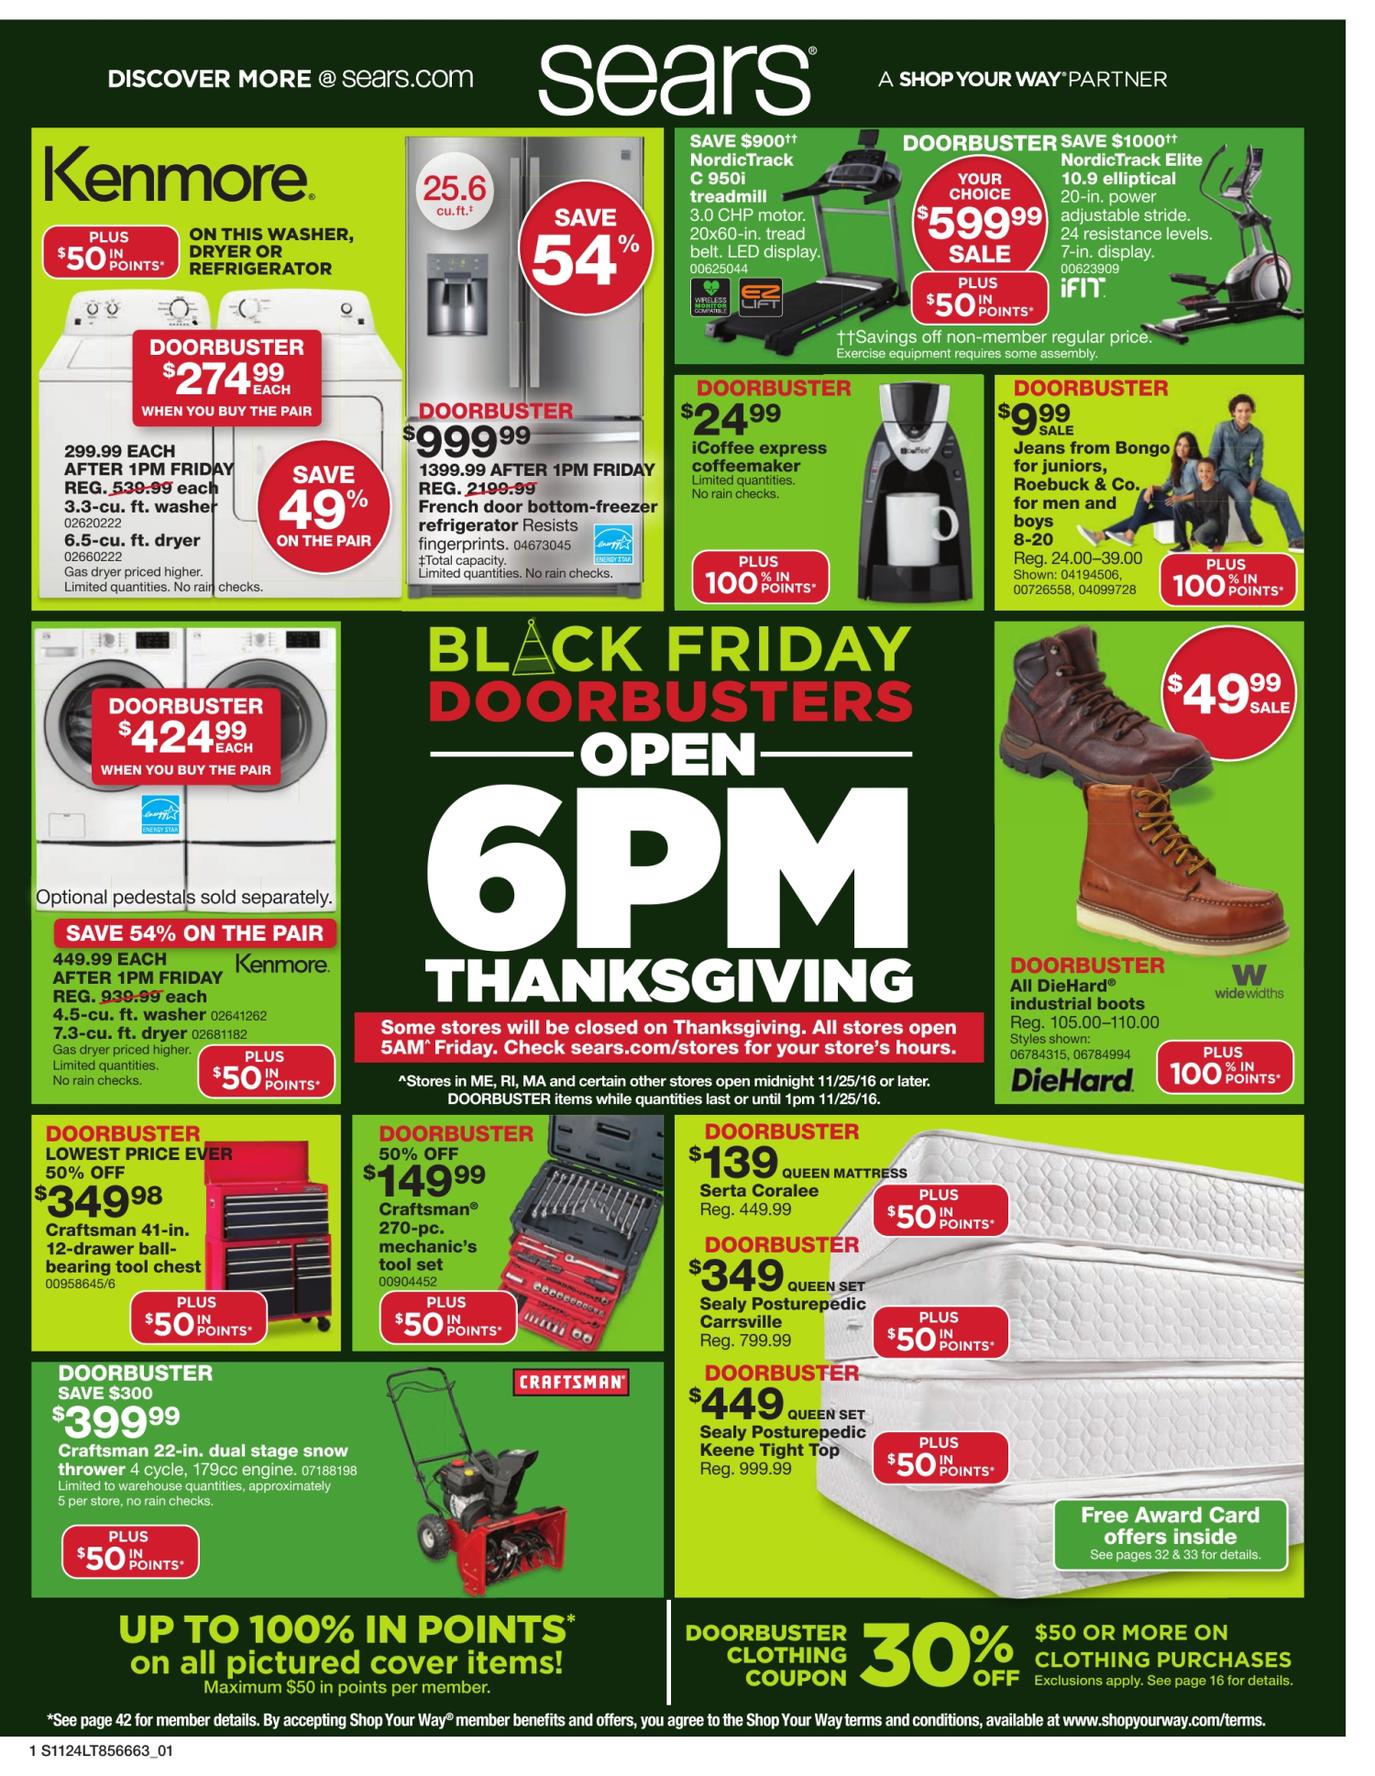 DISCOVER MORE @ sears.com
sears®
A SHOP YOUR WAY® PARTNER
Kenmore®
PLUS
$50 IN POINTS*
ON THIS WASHER,
DRYER OR
REFRIGERATOR
DOORBUSTER
$274.99 EACH
WHEN YOU BUY THE PAIR
299.99 EACH
AFTER 1PM FRIDAY
REG. 539.99 each
3.3-cu. ft. washer
02620222
6.5-cu. ft. dryer
02660222
Gas dryer priced higher.
Limited quantities. No rain checks.
SAVE
49%
ON THE PAIR
25.6
cu.ft.‡
SAVE
54%
DOORBUSTER
$999.99
1399.99 AFTER 1PM FRIDAY
REG. 2199.99
French door bottom-freezer
refrigerator Resists
fingerprints. 04673045
‡Total capacity.
Limited quantities. No rain checks.
ENERGY STAR
SAVE $900††
NordicTrack
C 950i
treadmill
3.0 CHP motor.
20x60-in. tread
belt. LED display.
00625044
WIRELESS
MONITOR
COMPATIBLE
EZ
LIFT
DOORBUSTER
YOUR
CHOICE
$599.99
SALE
PLUS
$50 IN POINTS*
SAVE $1000††
NordicTrack Elite
10.9 elliptical
20-in. power
adjustable stride.
24 resistance levels.
7-in. display.
00623909
iFIT.
††Savings off non-member regular price.
Exercise equipment requires some assembly.
DOORBUSTER
$24.99
iCoffee express
coffeemaker
Limited quantities.
No rain checks.
iCoffee
PLUS
100% IN POINTS*
DOORBUSTER
$9.99 SALE
Jeans from Bongo
for juniors,
Roebuck & Co.
for men and
boys
8-20
Reg. 24.00–39.00
Shown: 04194506,
00726558, 04099728
PLUS
100% IN POINTS*
DOORBUSTER
$424.99 EACH
WHEN YOU BUY THE PAIR
energy
ENERGY STAR
Optional pedestals sold separately.
SAVE 54% ON THE PAIR
449.99 EACH
AFTER 1PM FRIDAY
Kenmore®
REG. 939.99 each
4.5-cu. ft. washer 02641262
7.3-cu. ft. dryer 02681182
Gas dryer priced higher.
Limited quantities.
No rain checks.
PLUS
$50 IN POINTS*
BLACK FRIDAY
DOORBUSTERS
OPEN
6PM
THANKSGIVING
Some stores will be closed on Thanksgiving. All stores open
5AM^ Friday. Check sears.com/stores for your store's hours.
^Stores in ME, RI, MA and certain other stores open midnight 11/25/16 or later.
DOORBUSTER items while quantities last or until 1pm 11/25/16.
$49.99 SALE
DOORBUSTER
All DieHard®
industrial boots
Reg. 105.00–110.00
Styles shown:
06784315, 06784994
W
widewidths
DieHard®
PLUS
100% IN POINTS*
DOORBUSTER
LOWEST PRICE EVER
50% OFF
$349.98
Craftsman 41-in.
12-drawer ball-
bearing tool chest
00958645/6
PLUS
$50 IN POINTS*
DOORBUSTER
50% OFF
$149.99
Craftsman®
270-pc.
mechanic's
tool set
00904452
PLUS
$50 IN POINTS*
DOORBUSTER
$139 QUEEN MATTRESS
Serta Coralee
Reg. 449.99
PLUS
$50 IN POINTS*
DOORBUSTER
$349 QUEEN SET
Sealy Posturepedic
Carrsville
Reg. 799.99
PLUS
$50 IN POINTS*
DOORBUSTER
$449 QUEEN SET
Sealy Posturepedic
Keene Tight Top
Reg. 999.99
PLUS
$50 IN POINTS*
Free Award Card
offers inside
See pages 32 & 33 for details.
DOORBUSTER
SAVE $300
$399.99
Craftsman 22-in. dual stage snow
thrower 4 cycle, 179cc engine. 07188198
Limited to warehouse quantities, approximately
5 per store, no rain checks.
CRAFTSMAN®
PLUS
$50 IN POINTS*
UP TO 100% IN POINTS*
on all pictured cover items!
Maximum $50 in points per member.
DOORBUSTER
CLOTHING
COUPON
30% OFF
$50 OR MORE ON
CLOTHING PURCHASES
Exclusions apply. See page 16 for details.
*See page 42 for member details. By accepting Shop Your Way® member benefits and offers, you agree to the Shop Your Way terms and conditions, available at www.shopyourway.com/terms.
1 S1124LT856663_01